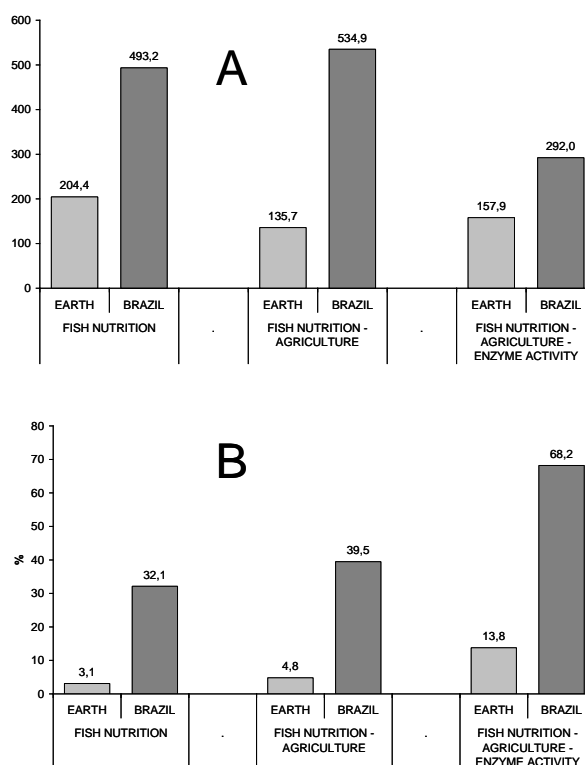 600
A
534,9
493,2
500
400
300
292,0
204,4
200
157,9
135,7
100
0
EARTH BRAZIL EARTH BRAZIL EARTH BRAZIL
FISH NUTRITION . FISH NUTRITION - . FISH NUTRITION -
AGRICULTURE AGRICULTURE -
ENZYME ACTIVITY
80
B
70
68,2
60
50
40
39,5
%
32,1
30
20
13,8
10
4,8
3,1
0
EARTH BRAZIL EARTH BRAZIL EARTH BRAZIL
FISH NUTRITION . FISH NUTRITION - . FISH NUTRITION -
AGRICULTURE AGRICULTURE -
ENZYME ACTIVITY